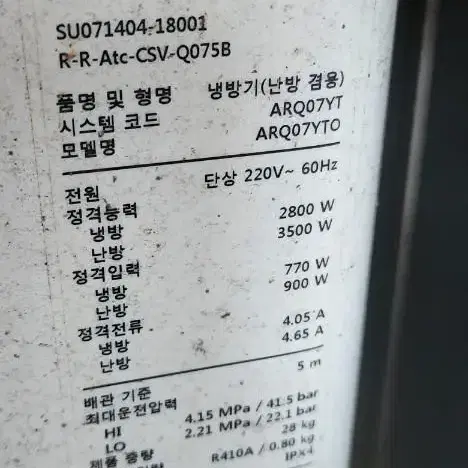 SU071404-18001
R-R-Atc-CSV-Q075B
품명 및 형명 냉방기(난방 겸용)
시스템 코드 ARQ07YT
모델명 ARQ07YTO
전원 단상 220V~ 60Hz
정격능력
냉방 2800 W
난방 3500 W
정격입력
냉방 770 W
난방 900 W
정격전류
냉방 4.05 A
난방 4.65 A
배관 기준 5 m
최대운전압력
HI 4.15 MPa / 41.5 bar
LO 2.21 MPa / 22.1 bar
제품 중량 28 kg
R410A / 0.80 kg
IPX4